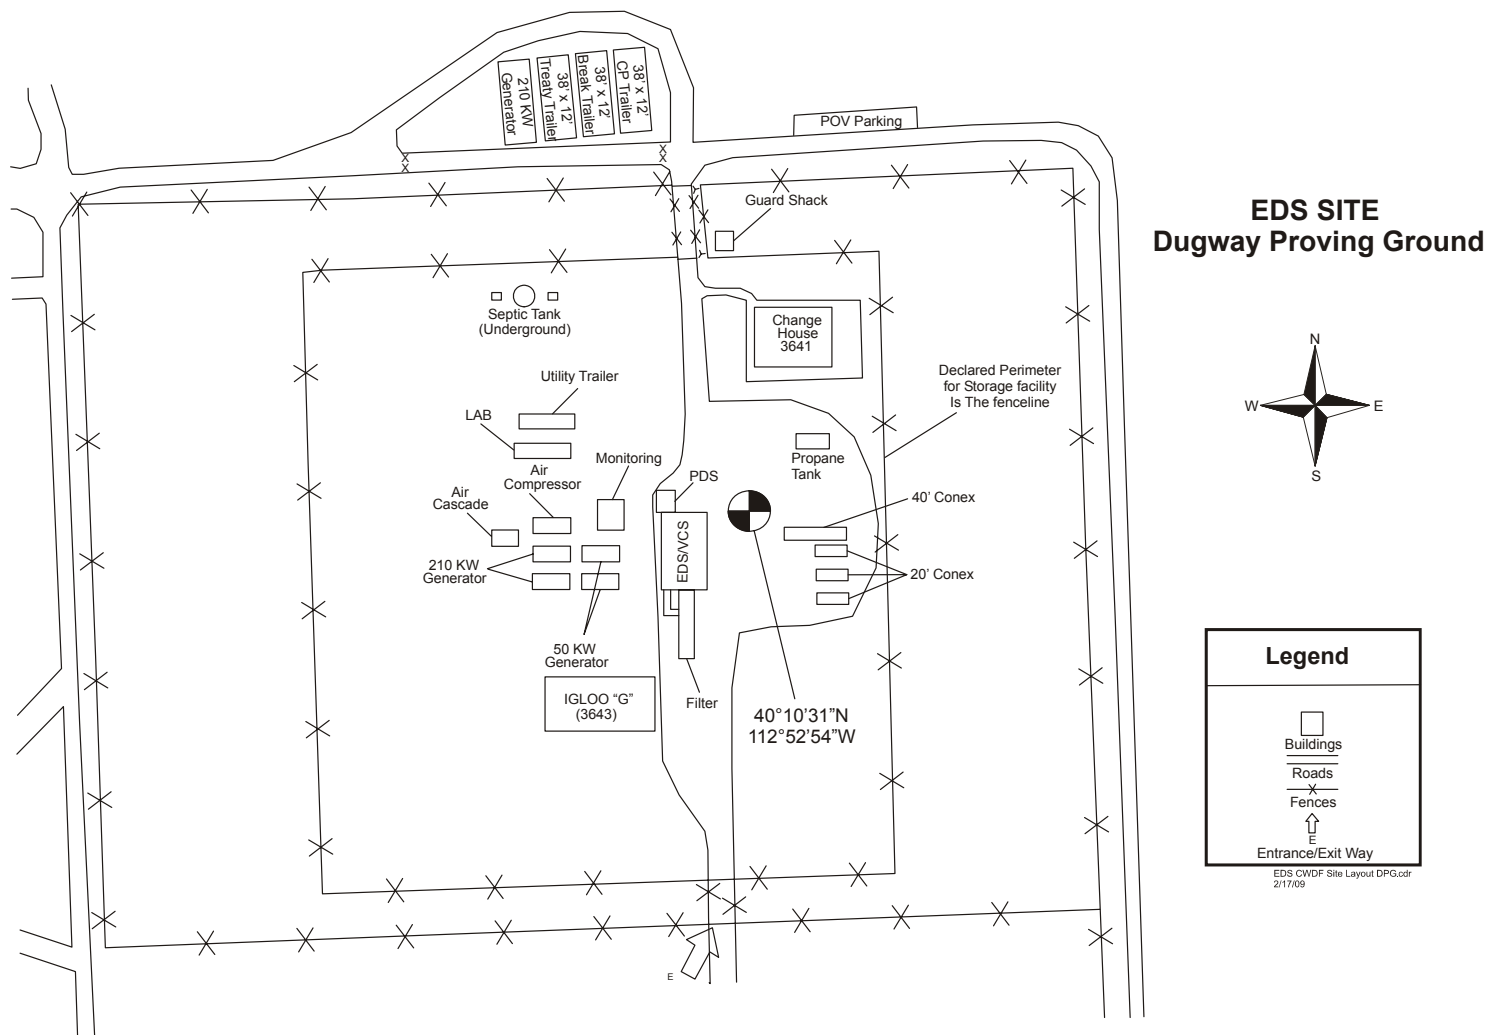 38’ x 12’
CP Trailer
38’ x 12’
Break Trailer
38’ x 12’
Treaty Trailer
210 KW
Generator
POV Parking
EDS SITE
Dugway Proving Ground
Guard Shack
Septic Tank
(Underground)
Change
House
3641
N
W
E
S
Declared Perimeter
for Storage facility
Is The fenceline
Utility Trailer
LAB
Monitoring
Propane
Tank
Air
Compressor
PDS
Air
Cascade
40’ Conex
EDS/VCS
210 KW
Generator
20’ Conex
50 KW
Generator
IGLOO “G”
(3643)
Filter
40°10’31”N
112°52’54”W
Legend
Buildings
Roads
Fences
E
Entrance/Exit Way
EDS CWDF Site Layout DPG.cdr
2/17/09
E